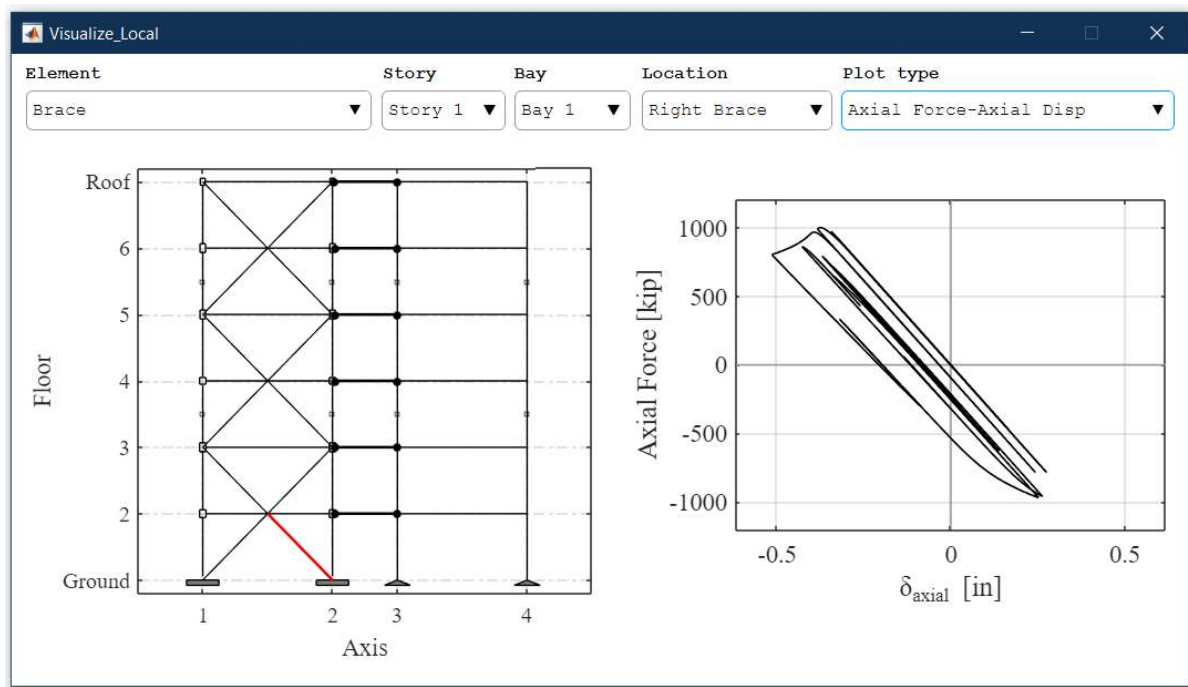 Visualize_Local
Element Story Bay Location Plot type
Brace Story 1 Bay 1 Right Brace Axial Force-Axial Disp
Roof
6
5
4
3
2
Ground
Floor
1 2 3 4
Axis
1000
500
0
-500
-1000
Axial Force [kip]
-0.5 0 0.5
δaxial [in]